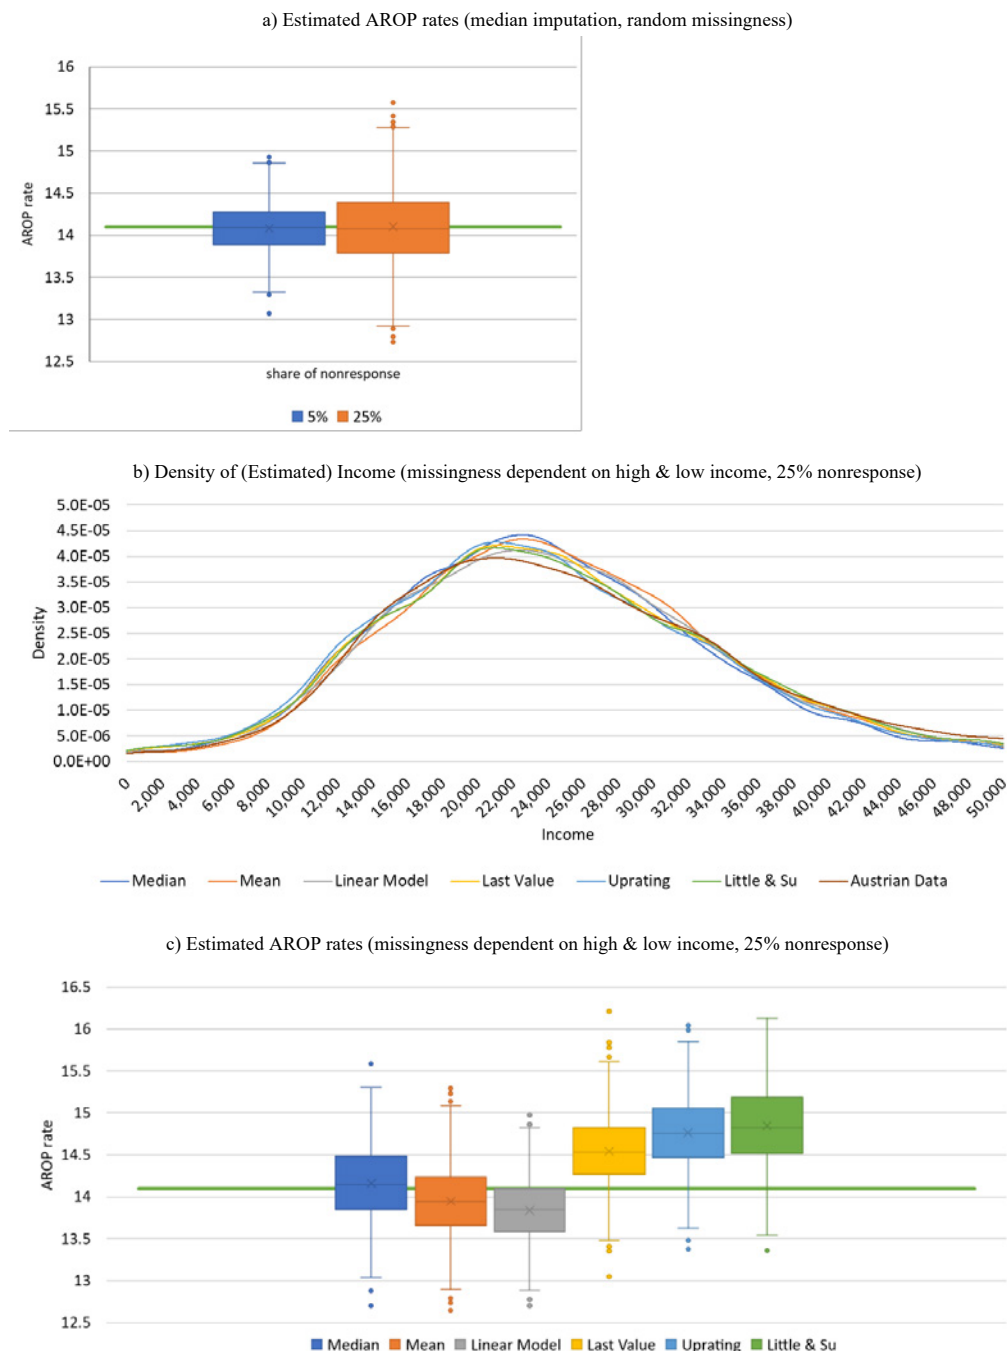 a) Estimated AROP rates (median imputation, random missingness)
16
15.5
15
14.5
14
13.5
13
12.5
AROP rate
share of nonresponse
5% 25%
b) Density of (Estimated) Income (missingness dependent on high & low income, 25% nonresponse)
5.0E-05
4.5E-05
4.0E-05
3.5E-05
3.0E-05
2.5E-05
2.0E-05
1.5E-05
1.0E-05
5.0E-06
0.0E+00
Density
0 2,000 4,000 6,000 8,000 10,000 12,000 14,000 16,000 18,000 20,000 22,000 24,000 26,000 28,000 30,000 32,000 34,000 36,000 38,000 40,000 42,000 44,000 46,000 48,000 50,000
Income
Median Mean Linear Model Last Value Uprating Little & Su Austrian Data
c) Estimated AROP rates (missingness dependent on high & low income, 25% nonresponse)
16.5
16
15.5
15
14.5
14
13.5
13
12.5
AROP rate
Median Mean Linear Model Last Value Uprating Little & Su